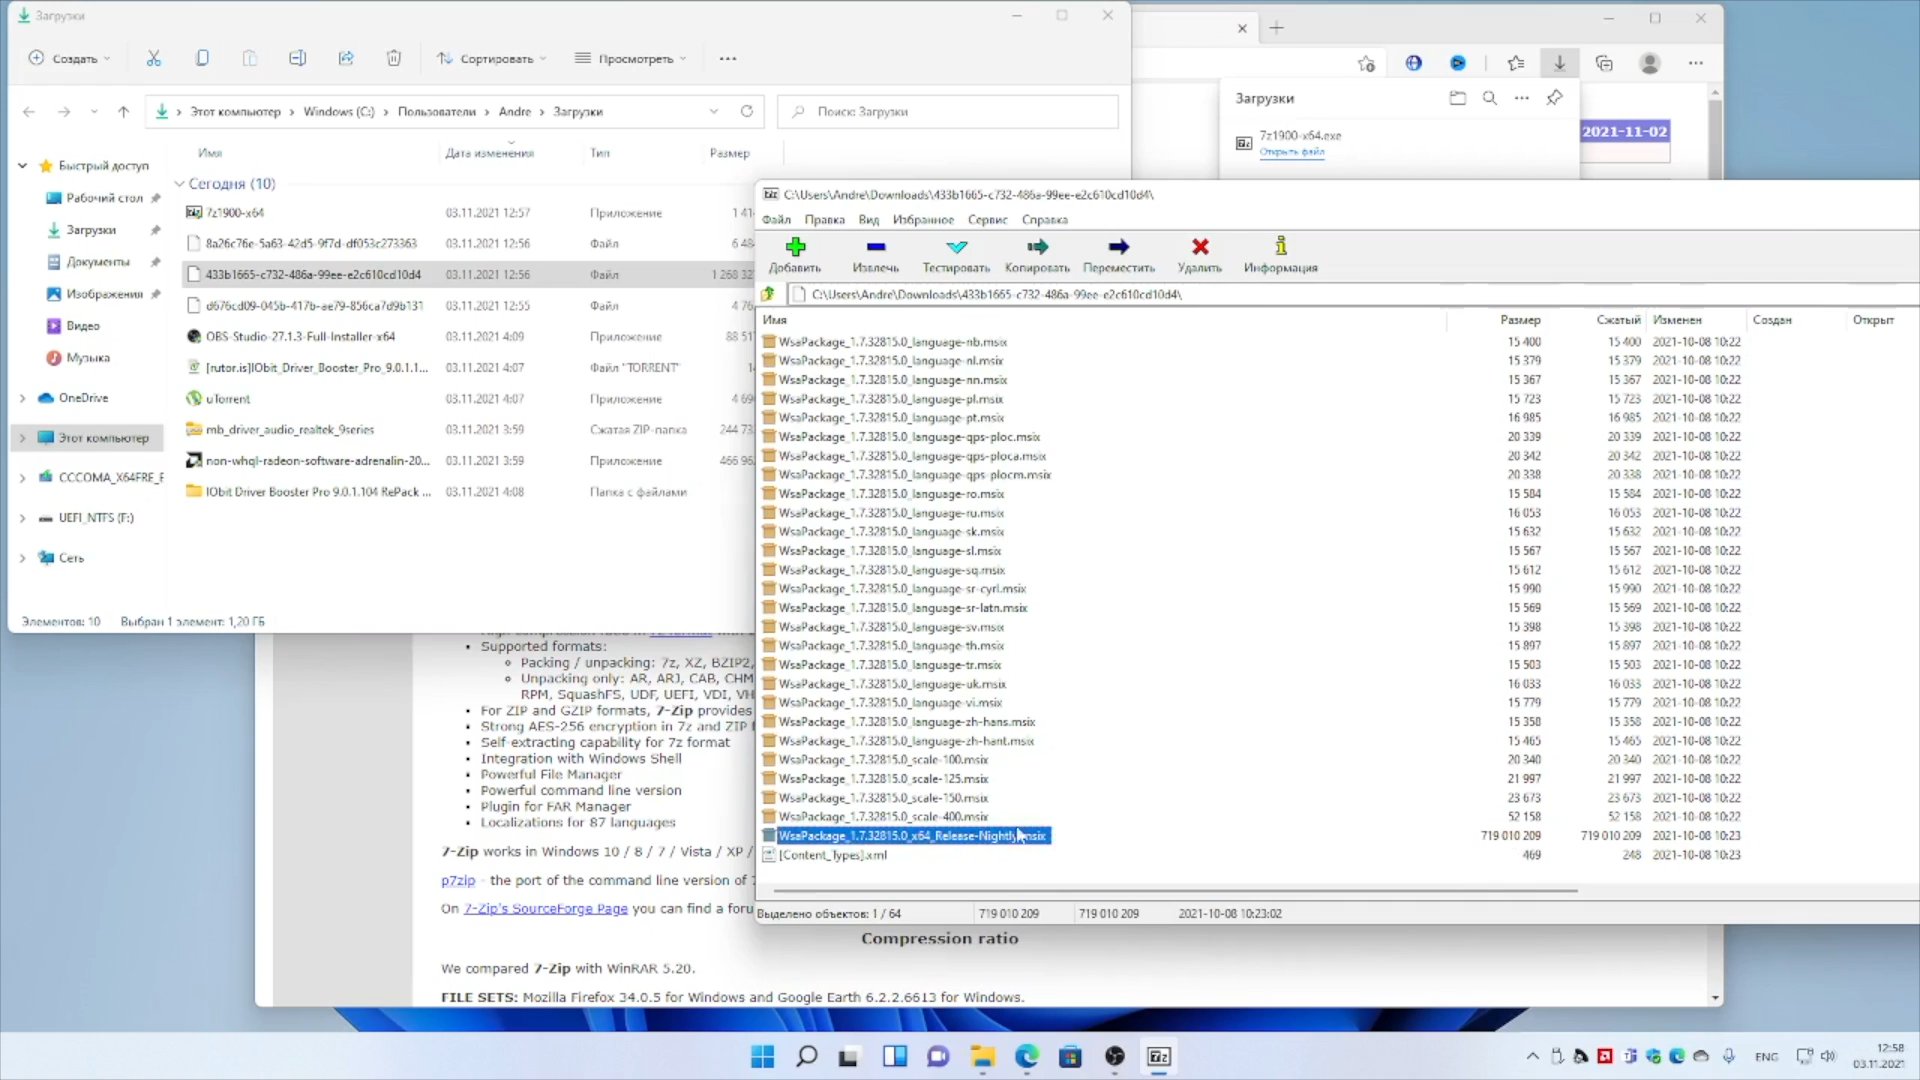 Загрузки
Создать
Сортировать
Просмотреть
Этот компьютер > Windows (C:) > Пользователи > Andre > Загрузки
Поиск: Загрузки
Имя
Дата изменения
Тип
Размер
Быстрый доступ
Рабочий стол
Загрузки
Документы
Изображения
Видео
Музыка
OneDrive
Этот компьютер
CCCOMA_X64FRE_
UEFI_NTFS (F:)
Сеть
Сегодня (10)
7z1900-x64 03.11.2021 12:57 Приложение 1 41
8a26c76e-5a63-42d5-9f7d-df053c273363 03.11.2021 12:56 Файл 6 48
433b1665-c732-486a-99ee-e2c610cd10d4 03.11.2021 12:56 Файл 1 268 32
d676cd09-045b-417b-ae79-856ca7d9b131 03.11.2021 12:55 Файл 4 76
OBS-Studio-27.1.3-Full-Installer-x64 03.11.2021 4:09 Приложение 88 51
[rutor.is]IObit_Driver_Booster_Pro_9.0.1.1... 03.11.2021 4:07 Файл "TORRENT" 1
uTorrent 03.11.2021 4:07 Приложение 4 69
mb_driver_audio_realtek_9series 03.11.2021 3:59 Сжатая ZIP-папка 244 73
non-whql-radeon-software-adrenalin-20... 03.11.2021 3:59 Приложение 466 96
IObit Driver Booster Pro 9.0.1.104 RePack ... 03.11.2021 4:08 Папка с файлами
Элементов: 10 Выбран 1 элемент: 1,20 ГБ
Загрузки
7z1900-x64.exe
Открыть файл
2021-11-02
C:\Users\Andre\Downloads\433b1665-c732-486a-99ee-e2c610cd10d4\
Файл Правка Вид Избранное Сервис Справка
Добавить Извлечь Тестировать Копировать Переместить Удалить Информация
C:\Users\Andre\Downloads\433b1665-c732-486a-99ee-e2c610cd10d4\
Имя Размер Сжатый Изменен Создан Открыт
WsaPackage_1.7.32815.0_language-nb.msix 15 400 15 400 2021-10-08 10:22
WsaPackage_1.7.32815.0_language-nl.msix 15 379 15 379 2021-10-08 10:22
WsaPackage_1.7.32815.0_language-nn.msix 15 367 15 367 2021-10-08 10:22
WsaPackage_1.7.32815.0_language-pl.msix 15 723 15 723 2021-10-08 10:22
WsaPackage_1.7.32815.0_language-pt.msix 16 985 16 985 2021-10-08 10:22
WsaPackage_1.7.32815.0_language-qps-ploc.msix 20 339 20 339 2021-10-08 10:22
WsaPackage_1.7.32815.0_language-qps-ploca.msix 20 342 20 342 2021-10-08 10:22
WsaPackage_1.7.32815.0_language-qps-plocm.msix 20 338 20 338 2021-10-08 10:22
WsaPackage_1.7.32815.0_language-ro.msix 15 584 15 584 2021-10-08 10:22
WsaPackage_1.7.32815.0_language-ru.msix 16 053 16 053 2021-10-08 10:22
WsaPackage_1.7.32815.0_language-sk.msix 15 632 15 632 2021-10-08 10:22
WsaPackage_1.7.32815.0_language-sl.msix 15 567 15 567 2021-10-08 10:22
WsaPackage_1.7.32815.0_language-sq.msix 15 612 15 612 2021-10-08 10:22
WsaPackage_1.7.32815.0_language-sr-cyrl.msix 15 990 15 990 2021-10-08 10:22
WsaPackage_1.7.32815.0_language-sr-latn.msix 15 569 15 569 2021-10-08 10:22
WsaPackage_1.7.32815.0_language-sv.msix 15 398 15 398 2021-10-08 10:22
WsaPackage_1.7.32815.0_language-th.msix 15 897 15 897 2021-10-08 10:22
WsaPackage_1.7.32815.0_language-tr.msix 15 503 15 503 2021-10-08 10:22
WsaPackage_1.7.32815.0_language-uk.msix 16 033 16 033 2021-10-08 10:22
WsaPackage_1.7.32815.0_language-vi.msix 15 779 15 779 2021-10-08 10:22
WsaPackage_1.7.32815.0_language-zh-hans.msix 15 358 15 358 2021-10-08 10:22
WsaPackage_1.7.32815.0_language-zh-hant.msix 15 465 15 465 2021-10-08 10:22
WsaPackage_1.7.32815.0_scale-100.msix 20 340 20 340 2021-10-08 10:22
WsaPackage_1.7.32815.0_scale-125.msix 21 997 21 997 2021-10-08 10:22
WsaPackage_1.7.32815.0_scale-150.msix 23 673 23 673 2021-10-08 10:22
WsaPackage_1.7.32815.0_scale-400.msix 52 158 52 158 2021-10-08 10:22
WsaPackage_1.7.32815.0_x64_Release-Nightly.msix 719 010 209 719 010 209 2021-10-08 10:23
[Content_Types].xml 469 248 2021-10-08 10:23
Выделено объектов: 1 / 64 719 010 209 719 010 209 2021-10-08 10:23:02
Supported formats:
Packing / unpacking: 7z, XZ, BZIP2,
Unpacking only: AR, ARJ, CAB, CHM
RPM, SquashFS, UDF, UEFI, VDI, VH
For ZIP and GZIP formats, 7-Zip provides
Strong AES-256 encryption in 7z and ZIP f
Self-extracting capability for 7z format
Integration with Windows Shell
Powerful File Manager
Powerful command line version
Plugin for FAR Manager
Localizations for 87 languages
7-Zip works in Windows 10 / 8 / 7 / Vista / XP /
p7zip - the port of the command line version of 7
On 7-Zip's SourceForge Page you can find a foru
Compression ratio
We compared 7-Zip with WinRAR 5.20.
FILE SETS: Mozilla Firefox 34.0.5 for Windows and Google Earth 6.2.2.6613 for Windows.
ENG
12:58
03.11.2021